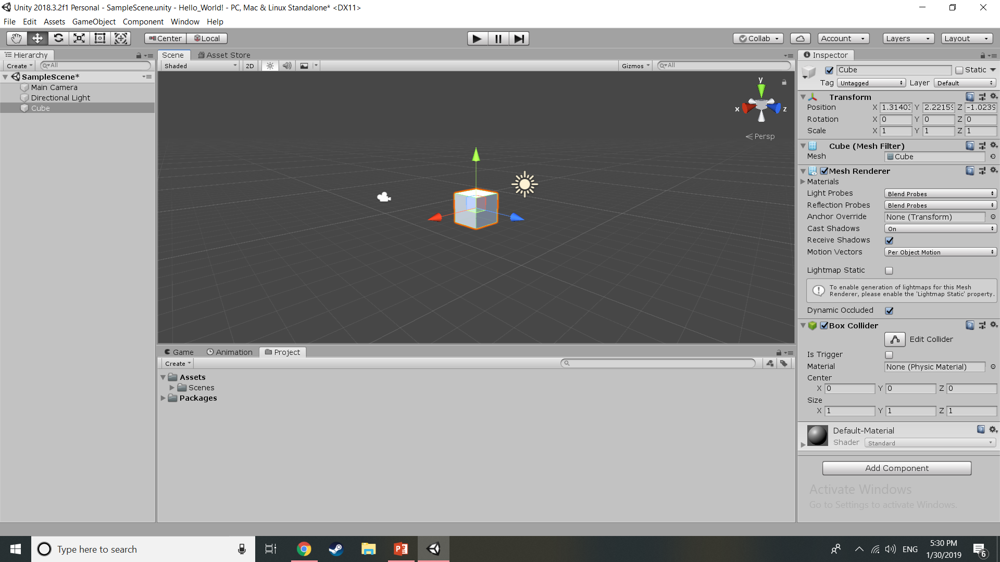 Unity 2018.3.2f1 Personal - SampleScene.unity - Hello_World! - PC, Mac & Linux Standalone* <DX11>
File Edit Assets GameObject Component Window Help
Center Local Collab Account Layers Layout
Hierarchy
Create All
SampleScene*
Main Camera
Directional Light
Cube
Scene Asset Store
Shaded 2D Gizmos All
y
x z
Persp
Game Animation Project
Create
Assets
Scenes
Packages
Inspector
Cube Static
Tag Untagged Layer Default
Transform
Position X 1.31403 Y 2.22159 Z -1.0239
Rotation X 0 Y 0 Z 0
Scale X 1 Y 1 Z 1
Cube (Mesh Filter)
Mesh Cube
Mesh Renderer
Materials
Light Probes Blend Probes
Reflection Probes Blend Probes
Anchor Override None (Transform)
Cast Shadows On
Receive Shadows
Motion Vectors Per Object Motion
Lightmap Static
To enable generation of lightmaps for this Mesh
Renderer, please enable the 'Lightmap Static' property.
Dynamic Occluded
Box Collider
Edit Collider
Is Trigger
Material None (Physic Material)
Center
X 0 Y 0 Z 0
Size
X 1 Y 1 Z 1
Default-Material
Shader Standard
Add Component
Activate Windows
Go to Settings to activate Windows.
Type here to search
ENG
5:30 PM
1/30/2019
6